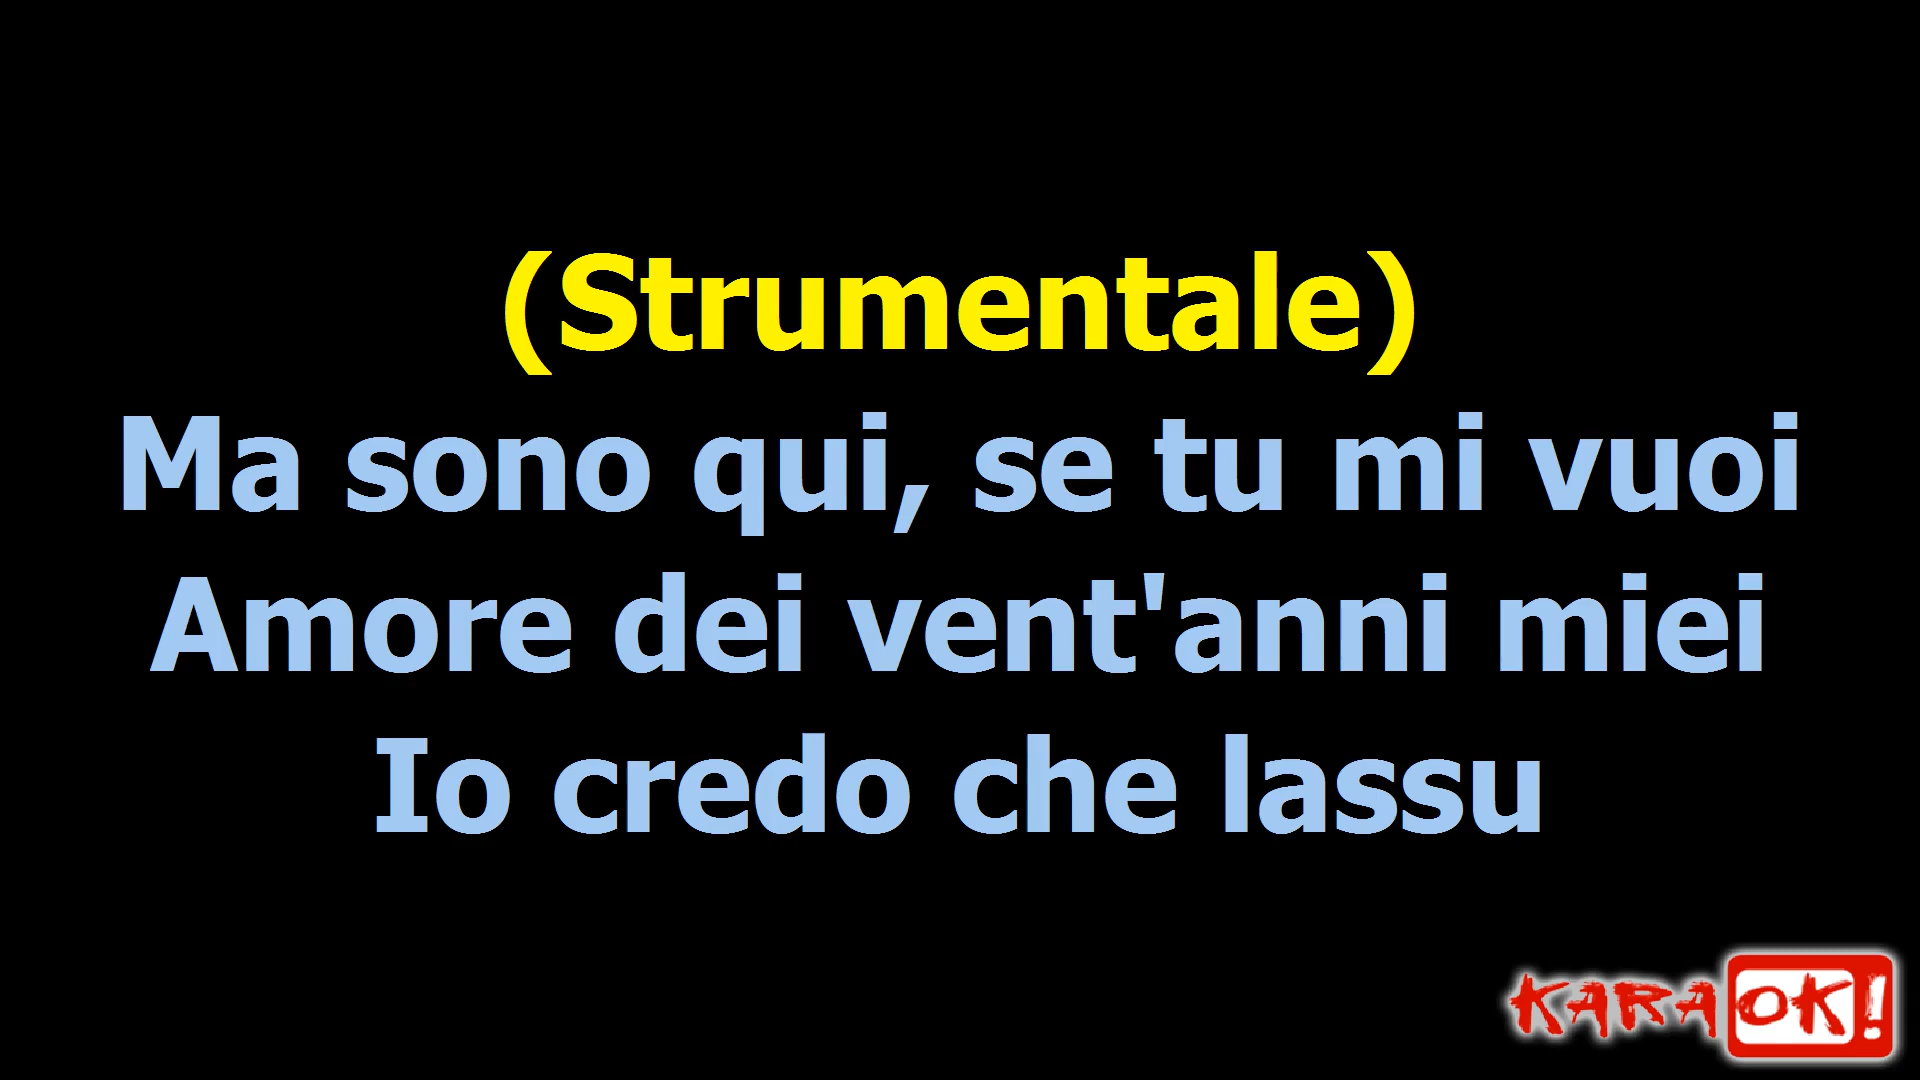 (Strumentale)
Ma sono qui, se tu mi vuoi
Amore dei vent'anni miei
Io credo che lassu
KARAOK!